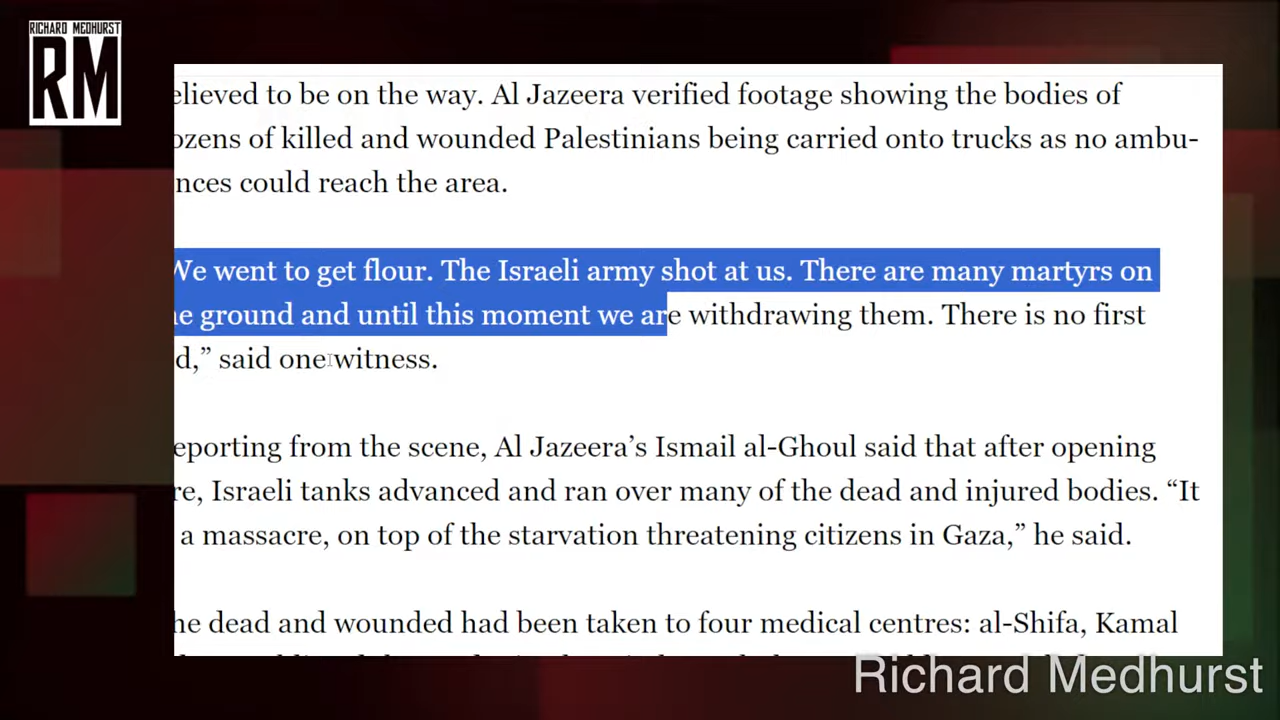 RICHARD MEDHURST
RM
elieved to be on the way. Al Jazeera verified footage showing the bodies of
ozens of killed and wounded Palestinians being carried onto trucks as no ambu-
nces could reach the area.
We went to get flour. The Israeli army shot at us. There are many martyrs on
e ground and until this moment we are withdrawing them. There is no first
d,” said one witness.
eporting from the scene, Al Jazeera’s Ismail al-Ghoul said that after opening
re, Israeli tanks advanced and ran over many of the dead and injured bodies. “It
a massacre, on top of the starvation threatening citizens in Gaza,” he said.
he dead and wounded had been taken to four medical centres: al-Shifa, Kamal
Richard Medhurst